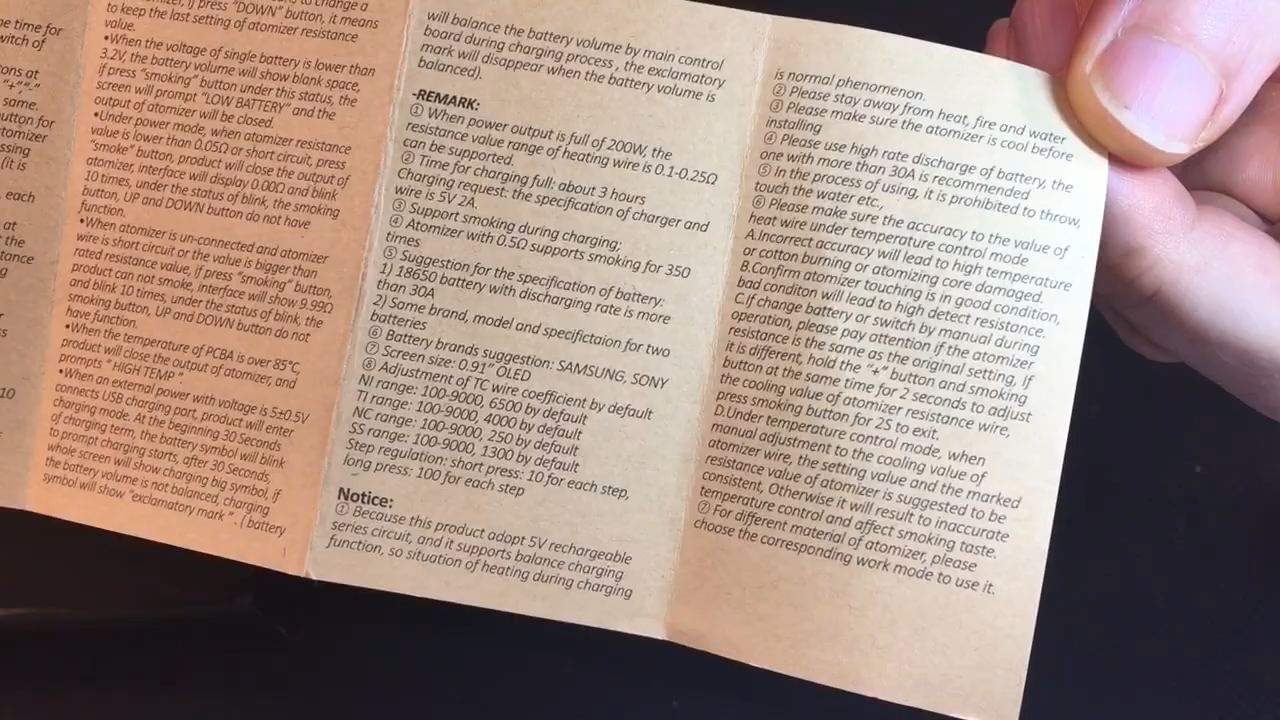 ne time for
witch of
ons at
"+","-"
same.
utton for
tomizer
ssing
(it is
each
at
the
stance
g
s
10
to change a
mizer, if press "DOWN" button, it means
to keep the last setting of atomizer resistance
value.
•When the voltage of single battery is lower than
3.2V, the battery volume will show blank space,
if press "smoking" button under this status, the
screen will prompt "LOW BATTERY" and the
output of atomizer will be closed.
•Under power mode, when atomizer resistance
value is lower than 0.05Ω or short circuit, press
"smoke" button, product will close the output of
atomizer, interface will display 0.00Ω and blink
10 times, under the status of blink, the smoking
button, UP and DOWN button do not have
function.
•When atomizer is un-connected and atomizer
wire is short circuit or the value is bigger than
rated resistance value, if press "smoking" button,
product can not smoke, interface will show 9.99Ω
and blink 10 times, under the status of blink, the
smoking button, UP and DOWN button do not
have function.
•When the temperature of PCBA is over 85°C,
product will close the output of atomizer, and
prompts " HIGH TEMP ".
•When an external power with voltage is 5±0.5V
connects USB charging port, product will enter
charging mode. At the beginning 30 Seconds
of charging term, the battery symbol will blink
to prompt charging starts, after 30 Seconds,
whole screen will show charging big symbol, if
the battery volume is not balanced, charging
symbol will show "exclamatory mark" . ( battery
will balance the battery volume by main control
board during charging process , the exclamatory
mark will disappear when the battery volume is
balanced).
-REMARK:
① When power output is full of 200W, the
resistance value range of heating wire is 0.1-0.25Ω
can be supported.
② Time for charging full: about 3 hours
Charging request: the specification of charger and
wire is 5V 2A.
③ Support smoking during charging;
④ Atomizer with 0.5Ω supports smoking for 350
times
⑤ Suggestion for the specification of battery:
1) 18650 battery with discharging rate is more
than 30A
2) Same brand, model and specifictaion for two
batteries
⑥ Battery brands suggestion: SAMSUNG, SONY
⑦ Screen size: 0.91" OLED
⑧ Adjustment of TC wire coefficient by default
NI range: 100-9000, 6500 by default
TI range: 100-9000, 4000 by default
NC range: 100-9000, 250 by default
SS range: 100-9000, 1300 by default
Step regulation: short press: 10 for each step,
long press: 100 for each step
Notice:
① Because this product adopt 5V rechargeable
series circuit, and it supports balance charging
function, so situation of heating during charging
is normal phenomenon.
② Please stay away from heat, fire and water
③ Please make sure the atomizer is cool before
installing
④ Please use high rate discharge of battery, the
one with more than 30A is recommended
⑤ In the process of using, it is prohibited to throw,
touch the water etc.,
⑥ Please make sure the accuracy to the value of
heat wire under temperature control mode
A.Incorrect accuracy will lead to high temperature
or cotton burning or atomizing core damaged.
B.Confirm atomizer touching is in good condition,
bad conditon will lead to high detect resistance.
C.If change battery or switch by manual during
operation, please pay attention if the atomizer
resistance is the same as the original setting, If
it is different, hold the "+" button and smoking
button at the same time for 2 seconds to adjust
the cooling value of atomizer resistance wire,
press smoking button for 2S to exit.
D.Under temperature control mode, when
manual adjustment to the cooling value of
atomizer wire, the setting value and the marked
resistance value of atomizer is suggested to be
consistent, Otherwise it will result to inaccurate
temperature control and affect smoking taste.
⑦ For different material of atomizer, please
choose the corresponding work mode to use it.